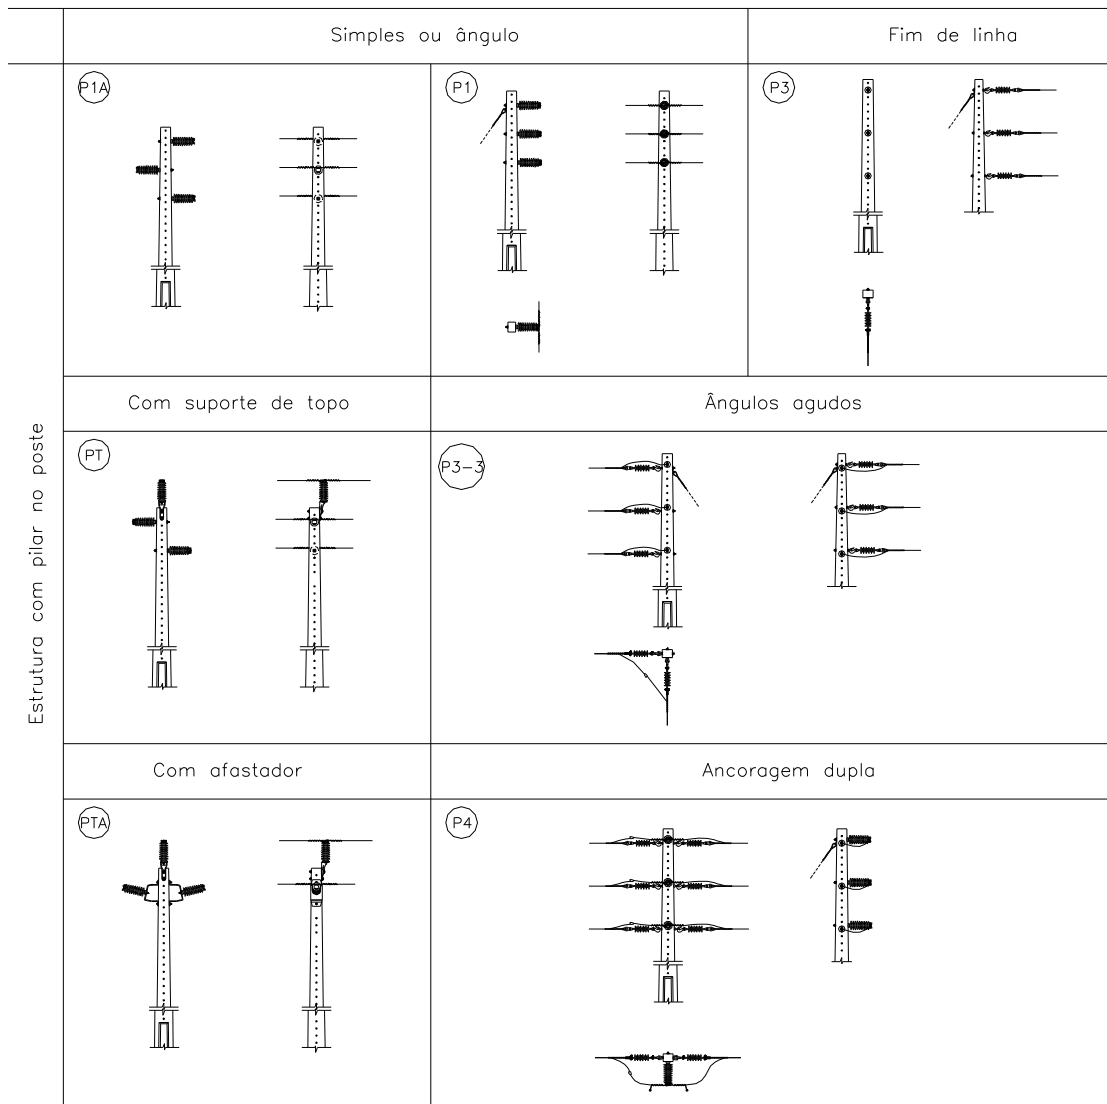 Simples ou ângulo
Fim de linha
P1A
P1
P3
Estrutura com pilar no poste
Com suporte de topo
Ângulos agudos
PT
P3-3
Com afastador
Ancoragem dupla
PTA
P4